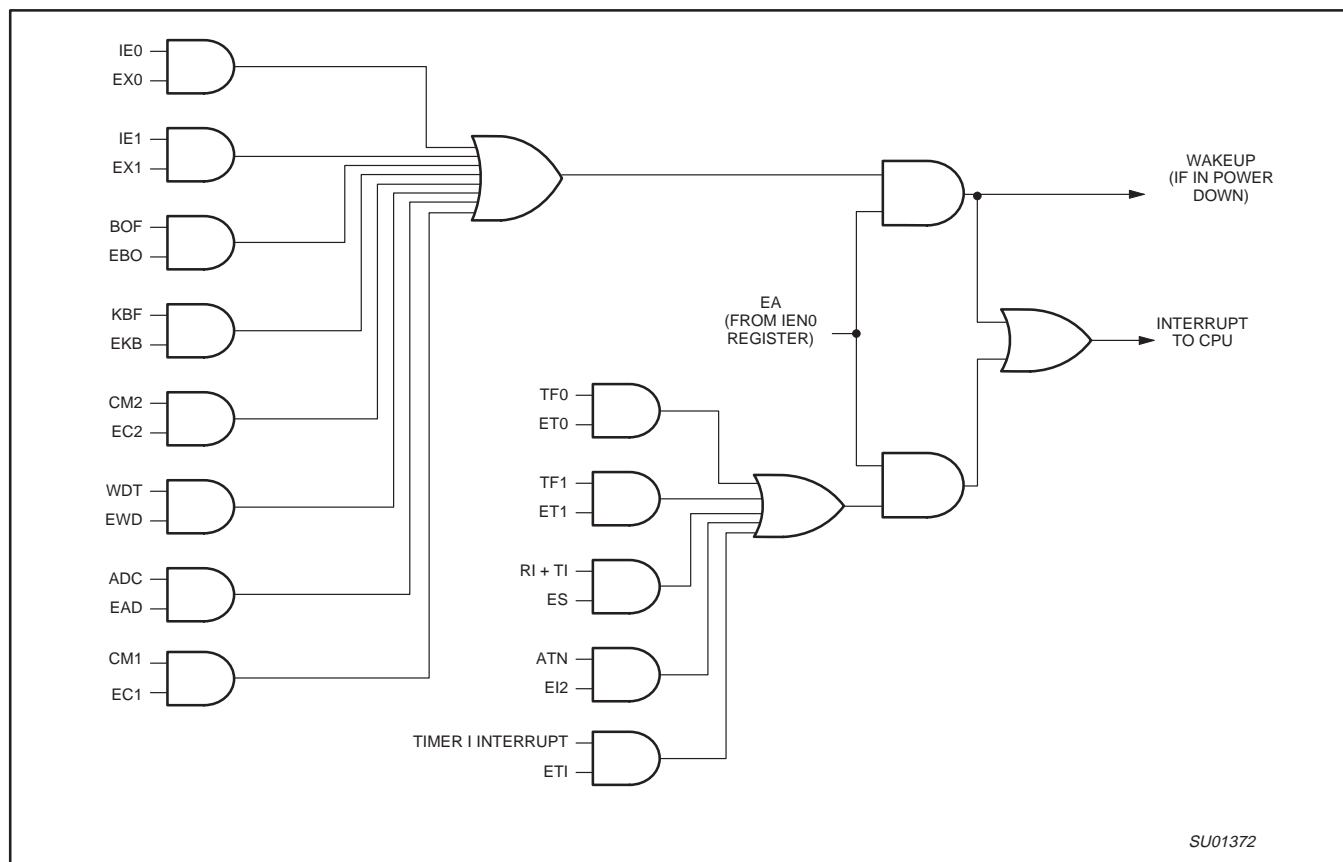 IE0
EX0
IE1
EX1
BOF
EBO
KBF
EKB
CM2
EC2
WDT
EWD
ADC
EAD
CM1
EC1
EA
(FROM IEN0
REGISTER)
TF0
ET0
TF1
ET1
RI + TI
ES
ATN
EI2
TIMER I INTERRUPT
ETI
WAKEUP
(IF IN POWER
DOWN)
INTERRUPT
TO CPU
SU01372